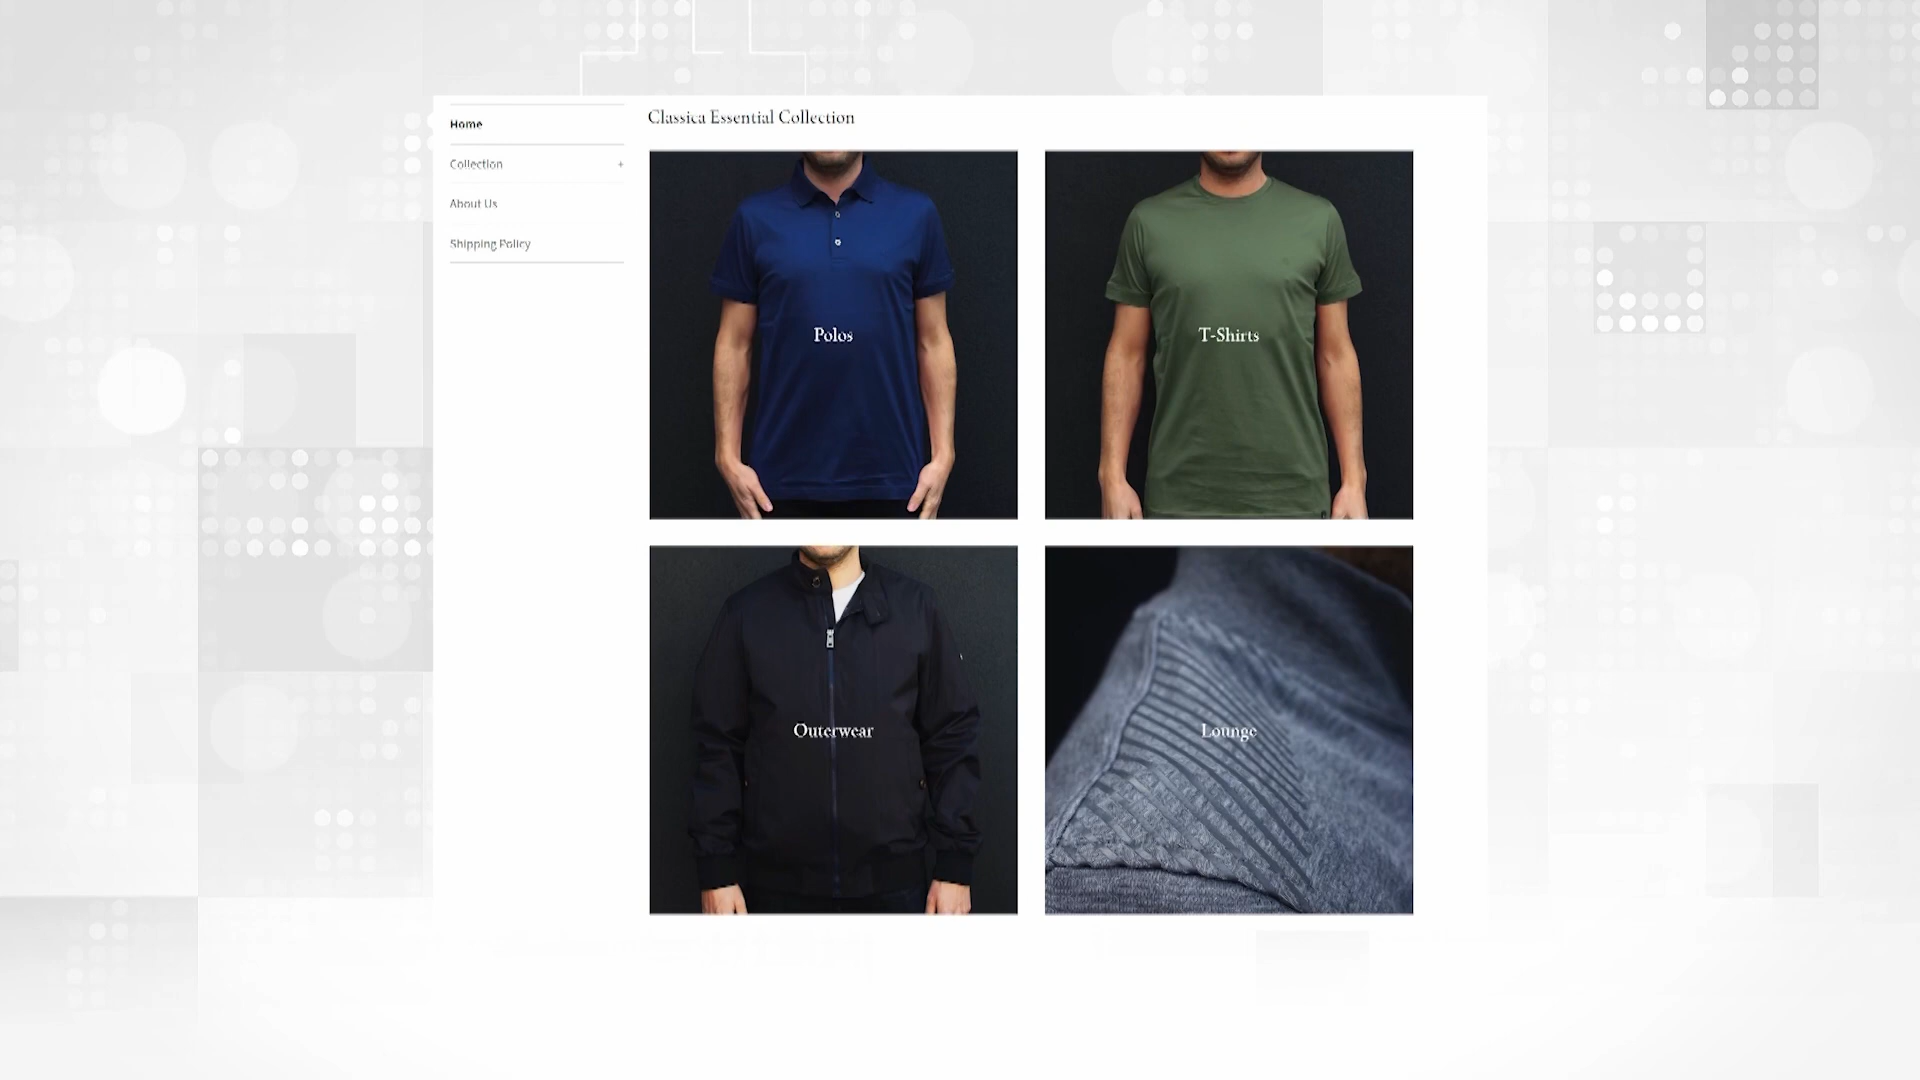 Home
Collection +
About Us
Shipping Policy
Classica Essential Collection
Polos
T-Shirts
Outerwear
Lounge